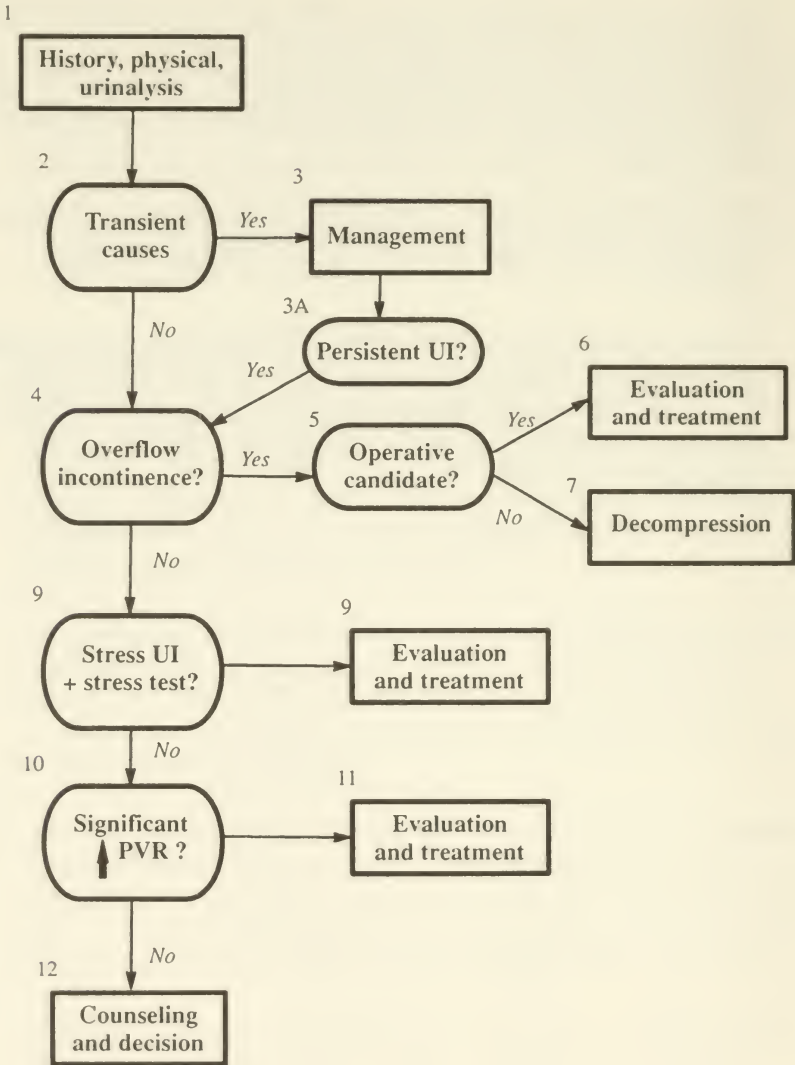 1
History, physical,
urinalysis
2
Transient
causes
Yes
3
Management
No
3A
Persistent UI?
Yes
4
Overflow
incontinence?
Yes
5
Operative
candidate?
Yes
6
Evaluation
and treatment
No
7
Decompression
No
9
Stress UI
+ stress test?
9
Evaluation
and treatment
No
10
Significant
PVR ?
11
Evaluation
and treatment
No
12
Counseling
and decision